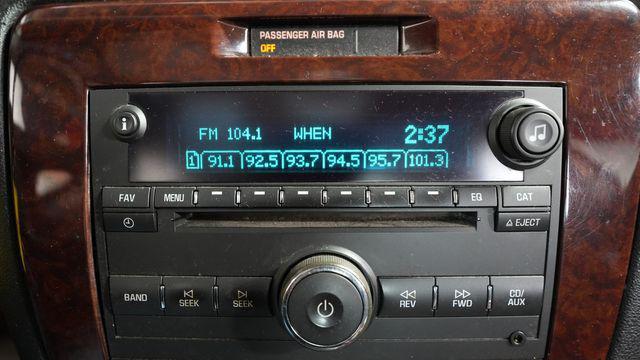 PASSENGER AIR BAG
OFF
i
FM 104.1 WHEN 2:37
1 91.1 92.5 93.7 94.5 95.7 101.3
FAV MENU EQ CAT
EJECT
BAND SEEK SEEK REV FWD CD/AUX